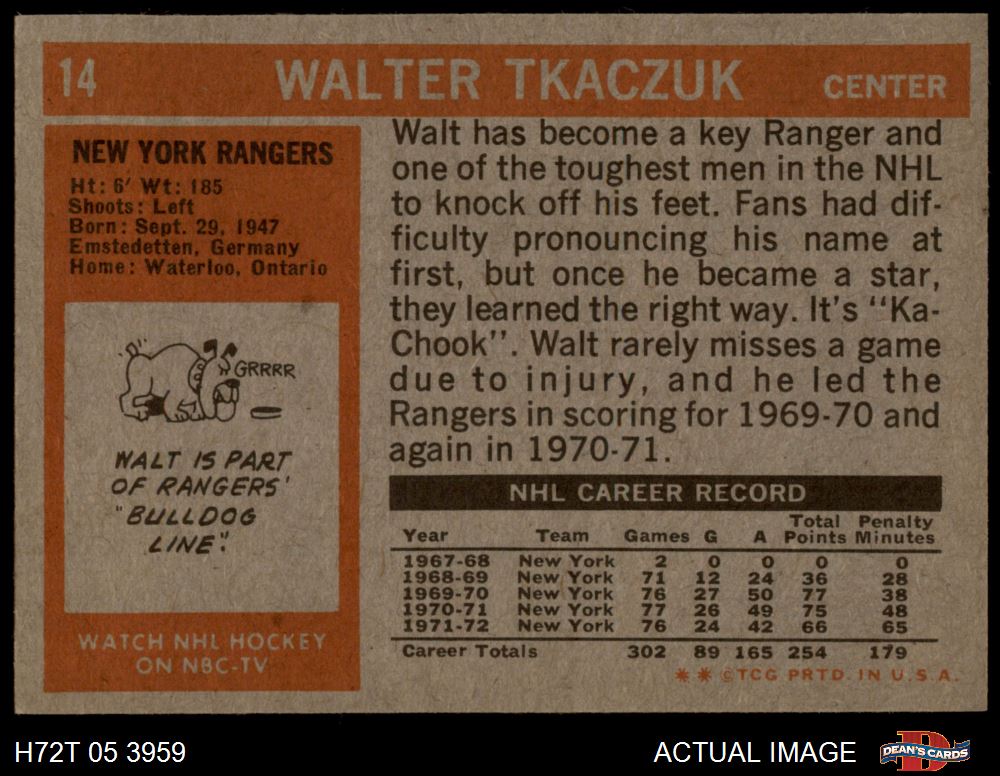 14 WALTER TKACZUK CENTER
NEW YORK RANGERS
Ht: 6' Wt: 185
Shoots: Left
Born: Sept. 29, 1947
Emstedetten, Germany
Home: Waterloo, Ontario
GRRRR
WALT IS PART
OF RANGERS'
"BULLDOG
LINE".
WATCH NHL HOCKEY
ON NBC-TV
Walt has become a key Ranger and
one of the toughest men in the NHL
to knock off his feet. Fans had dif-
ficulty pronouncing his name at
first, but once he became a star,
they learned the right way. It's "Ka-
Chook". Walt rarely misses a game
due to injury, and he led the
Rangers in scoring for 1969-70 and
again in 1970-71.
NHL CAREER RECORD
Year Team Games G A Total Points Penalty Minutes
1967-68 New York 2 0 0 0 0
1968-69 New York 71 12 24 36 28
1969-70 New York 76 27 50 77 38
1970-71 New York 77 26 49 75 48
1971-72 New York 76 24 42 66 65
Career Totals 302 89 165 254 179
* * ©TCG PRTD. IN U.S.A.
H72T 05 3959 ACTUAL IMAGE D DEAN'S CARDS